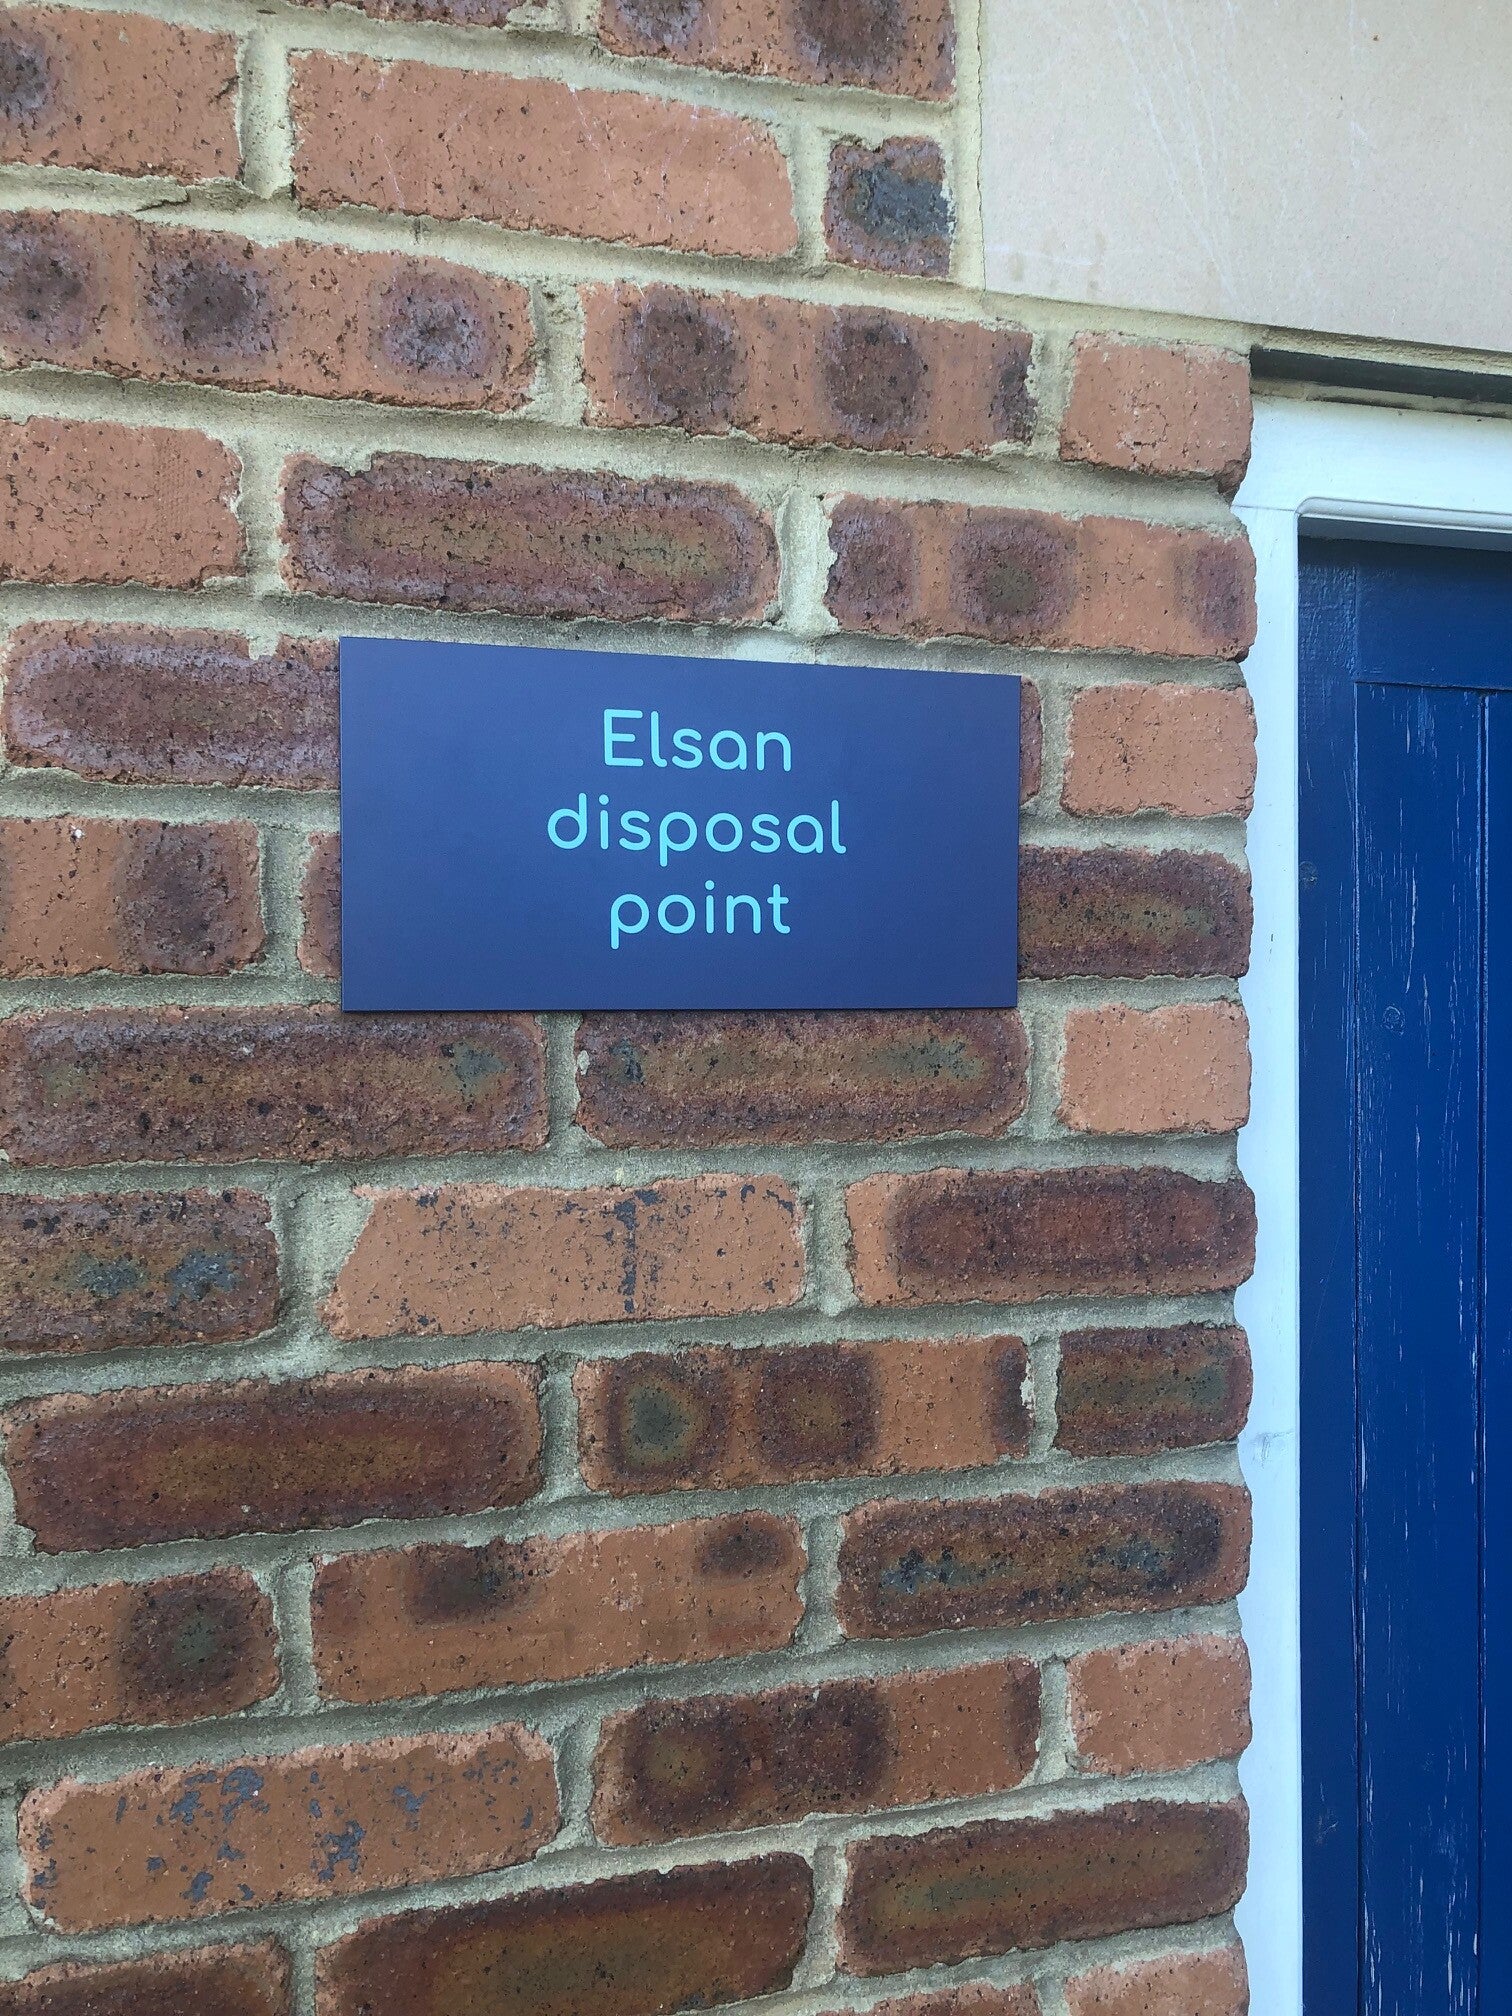 Elsan
disposal
point